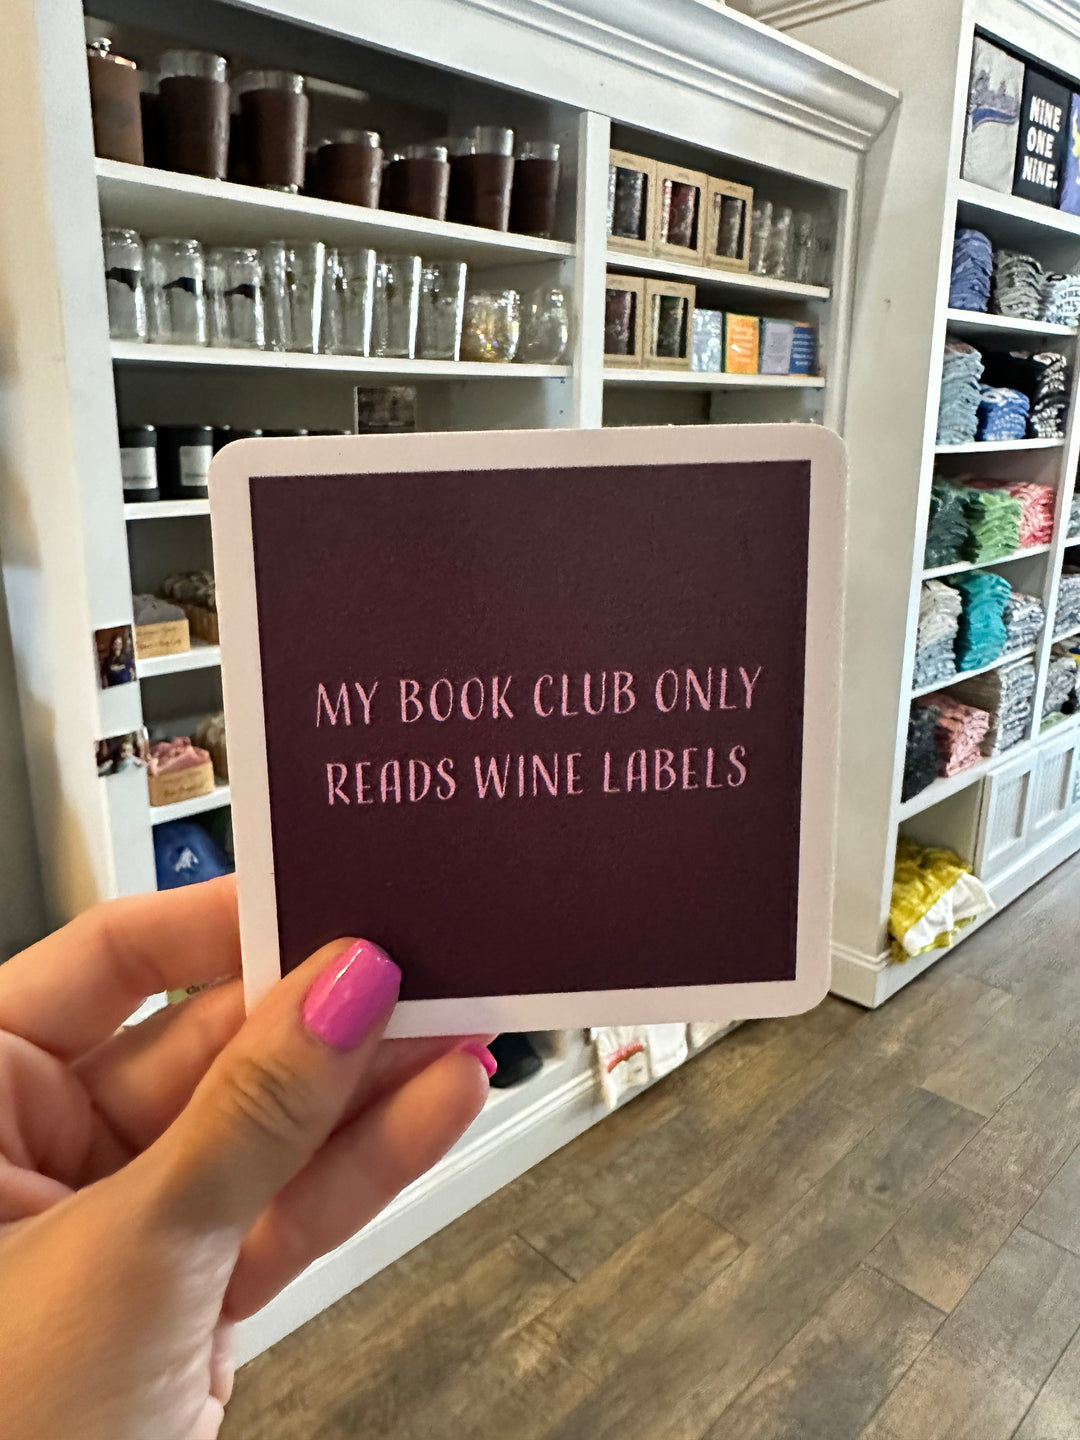 MY BOOK CLUB ONLY
READS WINE LABELS
NINE
ONE
NINE.